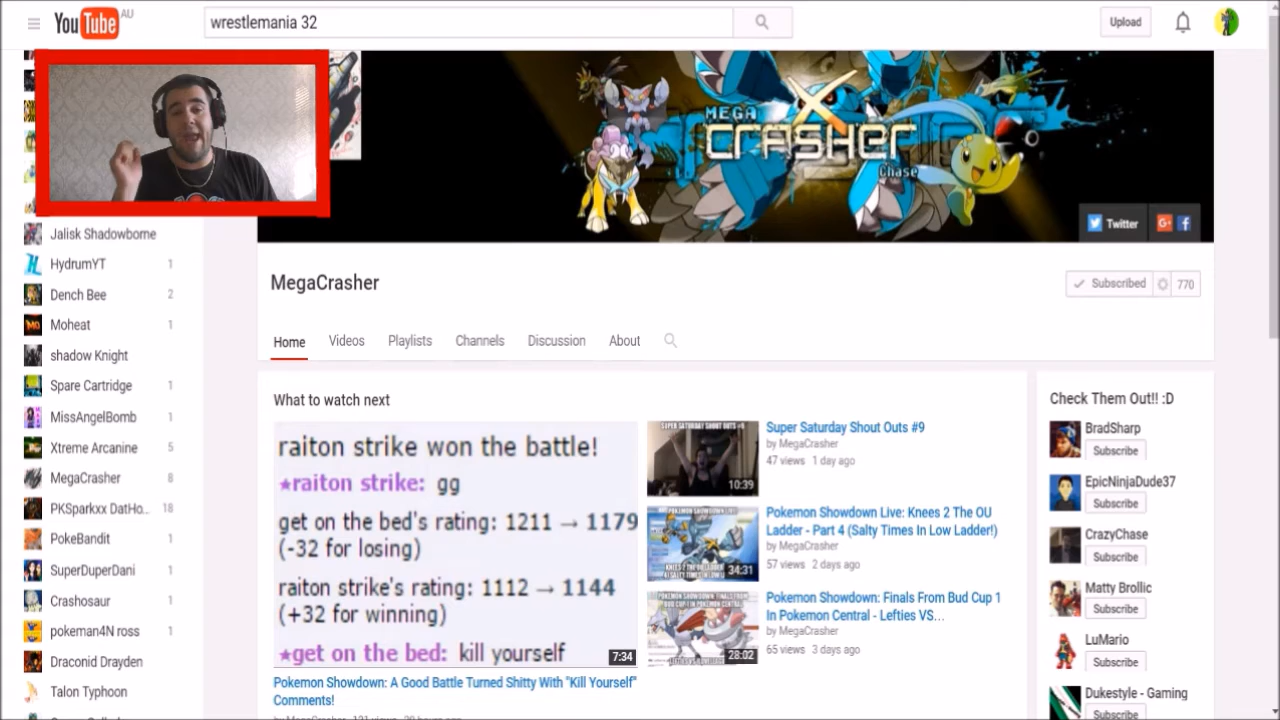 YouTube AU
wrestlemania 32
Upload
MEGA
CRASHER
Chase
Twitter
Jalisk Shadowborne
HydrumYT 1
Dench Bee 2
Moheat 1
shadow Knight
Spare Cartridge 1
MissAngelBomb 1
Xtreme Arcanine 5
MegaCrasher 8
PKSparkxx DatHo... 18
PokeBandit 1
SuperDuperDani 1
Crashosaur 1
pokeman4N ross 1
Draconid Drayden
Talon Typhoon
MegaCrasher
Subscribed 770
Home Videos Playlists Channels Discussion About
What to watch next
raiton strike won the battle!
★raiton strike: gg
get on the bed's rating: 1211 → 1179
(-32 for losing)
raiton strike's rating: 1112 → 1144
(+32 for winning)
★get on the bed: kill yourself
7:34
Pokemon Showdown: A Good Battle Turned Shitty With "Kill Yourself"
Comments!
SUPER SATURDAY SHOUT OUTS #9
10:39
Super Saturday Shout Outs #9
by MegaCrasher
47 views 1 day ago
POKEMON SHOWDOWN LIVE:
34:31
Pokemon Showdown Live: Knees 2 The OU
Ladder - Part 4 (Salty Times In Low Ladder!)
by MegaCrasher
57 views 2 days ago
28:02
Pokemon Showdown: Finals From Bud Cup 1
In Pokemon Central - Lefties VS...
by MegaCrasher
65 views 3 days ago
Check Them Out!! :D
BradSharp
Subscribe
EpicNinjaDude37
Subscribe
CrazyChase
Subscribe
Matty Brollic
Subscribe
LuMario
Subscribe
Dukestyle - Gaming
Subscribe